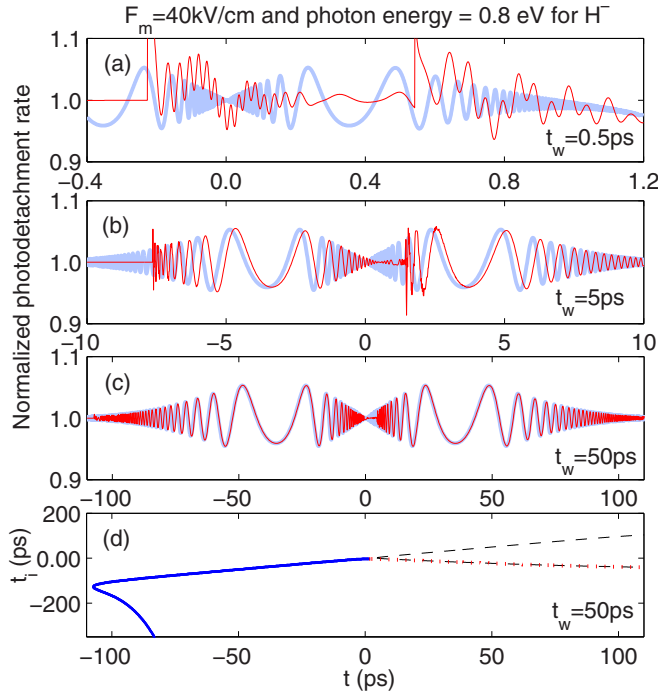 F_m=40kV/cm and photon energy = 0.8 eV for H⁻
Normalized photodetachment rate
1.1
1.0
0.9
(a)
t_w=0.5ps
−0.4
0.0
0.4
0.8
1.2
1.1
1.0
0.9
(b)
t_w=5ps
−10
−5
0
5
10
1.1
1.0
0.9
(c)
t_w=50ps
−100
−50
0
50
100
200
0.00
−200
t_i (ps)
(d)
t_w=50ps
−100
−50
0
50
100
t (ps)